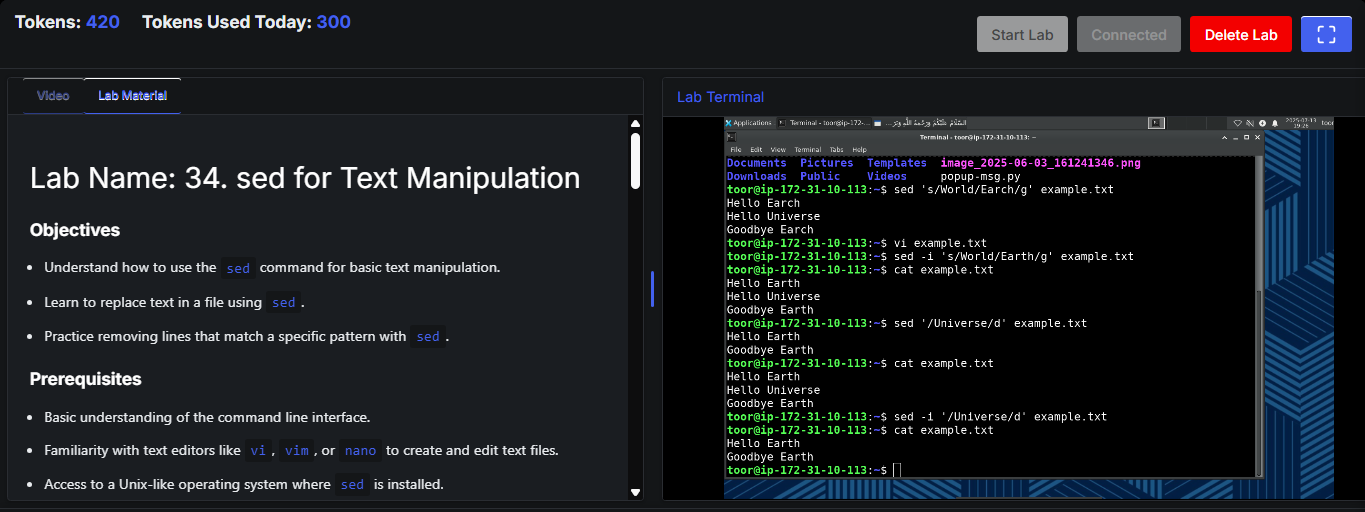 Tokens: 420 Tokens Used Today: 300
Start Lab Connected Delete Lab
Video Lab Material
Lab Name: 34. sed for Text Manipulation
Objectives
• Understand how to use the sed command for basic text manipulation.
• Learn to replace text in a file using sed .
• Practice removing lines that match a specific pattern with sed .
Prerequisites
• Basic understanding of the command line interface.
• Familiarity with text editors like vi , vim , or nano to create and edit text files.
• Access to a Unix-like operating system where sed is installed.
Lab Terminal
Applications Terminal - toor@ip-172-... السَّلَامُ عَلَيْكُمْ وَرَحْمَةُ اللَّهِ وَبَرَ... 2025-07-13
19:26 toor
Terminal - toor@ip-172-31-10-113: ~
File Edit View Terminal Tabs Help
Documents Pictures Templates image_2025-06-03_161241346.png
Downloads Public Videos popup-msg.py
toor@ip-172-31-10-113:~$ sed 's/World/Earch/g' example.txt
Hello Earch
Hello Universe
Goodbye Earch
toor@ip-172-31-10-113:~$ vi example.txt
toor@ip-172-31-10-113:~$ sed -i 's/World/Earth/g' example.txt
toor@ip-172-31-10-113:~$ cat example.txt
Hello Earth
Hello Universe
Goodbye Earth
toor@ip-172-31-10-113:~$ sed '/Universe/d' example.txt
Hello Earth
Goodbye Earth
toor@ip-172-31-10-113:~$ cat example.txt
Hello Earth
Hello Universe
Goodbye Earth
toor@ip-172-31-10-113:~$ sed -i '/Universe/d' example.txt
toor@ip-172-31-10-113:~$ cat example.txt
Hello Earth
Goodbye Earth
toor@ip-172-31-10-113:~$